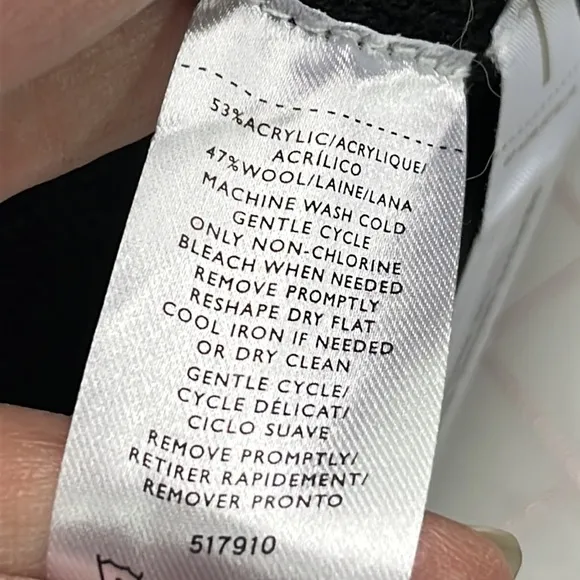 53%ACRYLIC/ACRYLIQUE/
ACRÍLICO
47%WOOL/LAINE/LANA
MACHINE WASH COLD
GENTLE CYCLE
ONLY NON-CHLORINE
BLEACH WHEN NEEDED
REMOVE PROMPTLY
RESHAPE DRY FLAT
COOL IRON IF NEEDED
OR DRY CLEAN
GENTLE CYCLE/
CYCLE DÉLICAT/
CICLO SUAVE
REMOVE PROMPTLY/
RETIRER RAPIDEMENT/
REMOVER PRONTO
517910